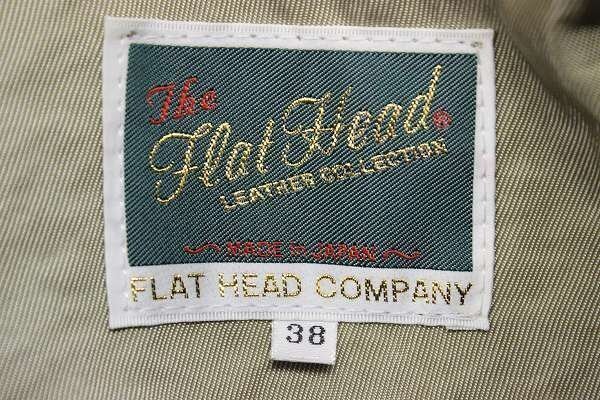 The
Flat Head®
LEATHER COLLECTION
MADE IN JAPAN
FLAT HEAD COMPANY
38